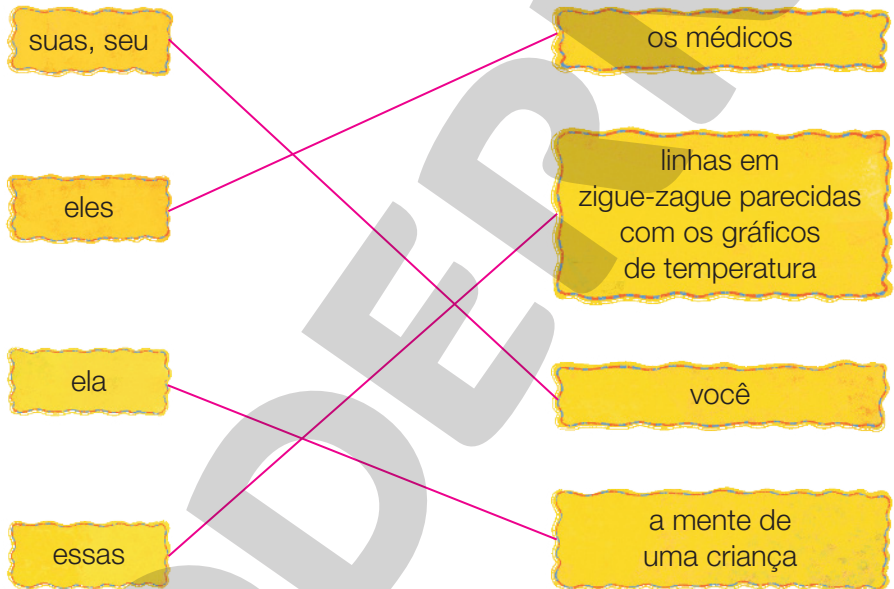 suas, seu
eles
ela
essas
os médicos
linhas em
zigue-zague parecidas
com os gráficos
de temperatura
você
a mente de
uma criança